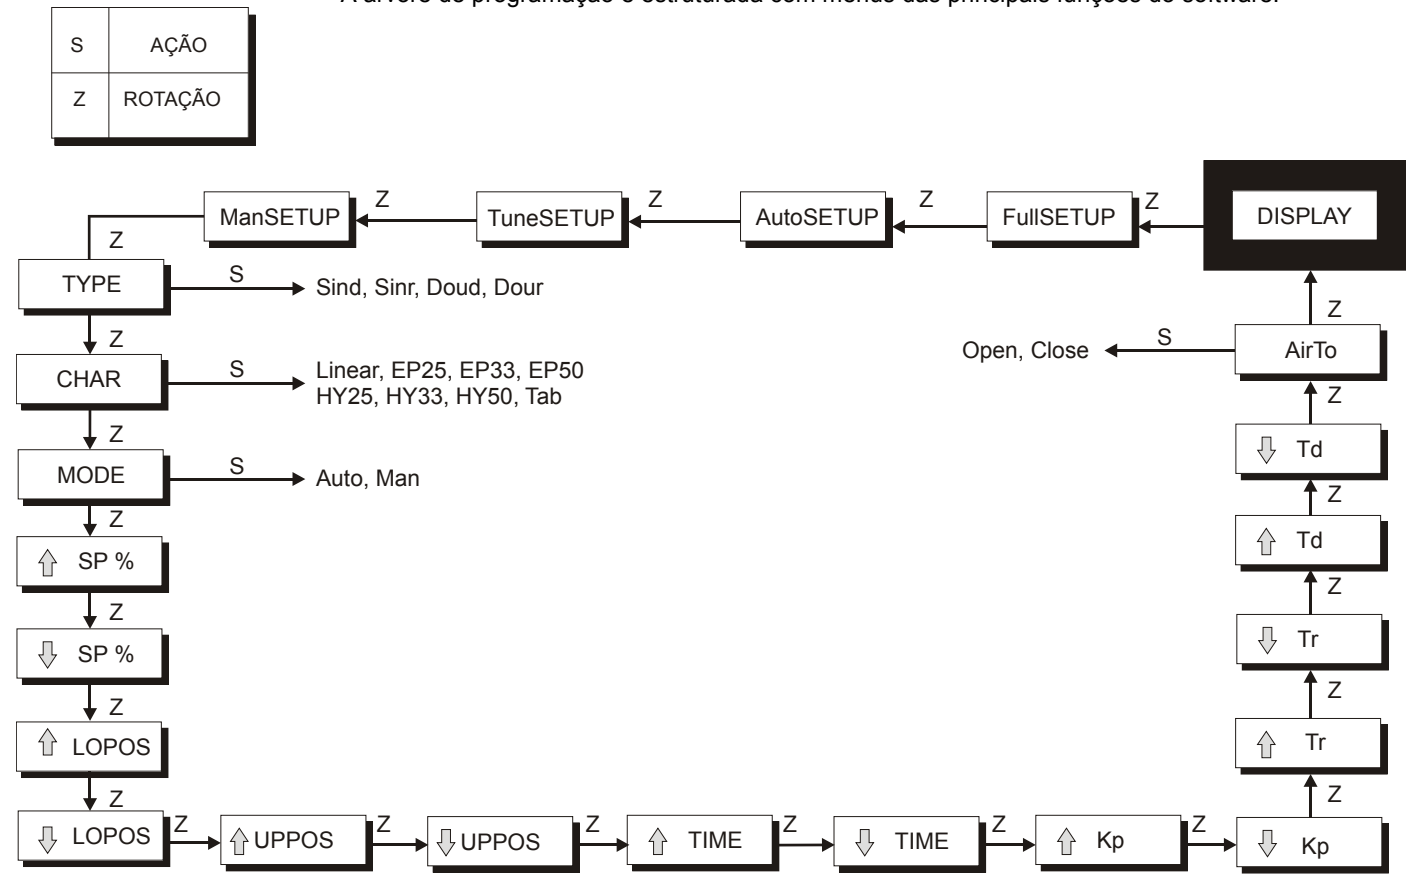 A árvore de programação é estruturada com menus das principais funções do software.
S AÇÃO
Z ROTAÇÃO
ManSETUP Z TuneSETUP Z AutoSETUP Z FullSETUP Z DISPLAY
Z
TYPE S Sind, Sinr, Doud, Dour
Z
Z
CHAR S Linear, EP25, EP33, EP50
HY25, HY33, HY50, Tab
Open, Close S AirTo
Z
Z
MODE S Auto, Man
Td
Z
Z
SP %
Td
Z
Z
SP %
Tr
Z
Z
LOPOS
Tr
Z
Z
LOPOS Z UPPOS Z UPPOS Z TIME Z TIME Z Kp Z Kp